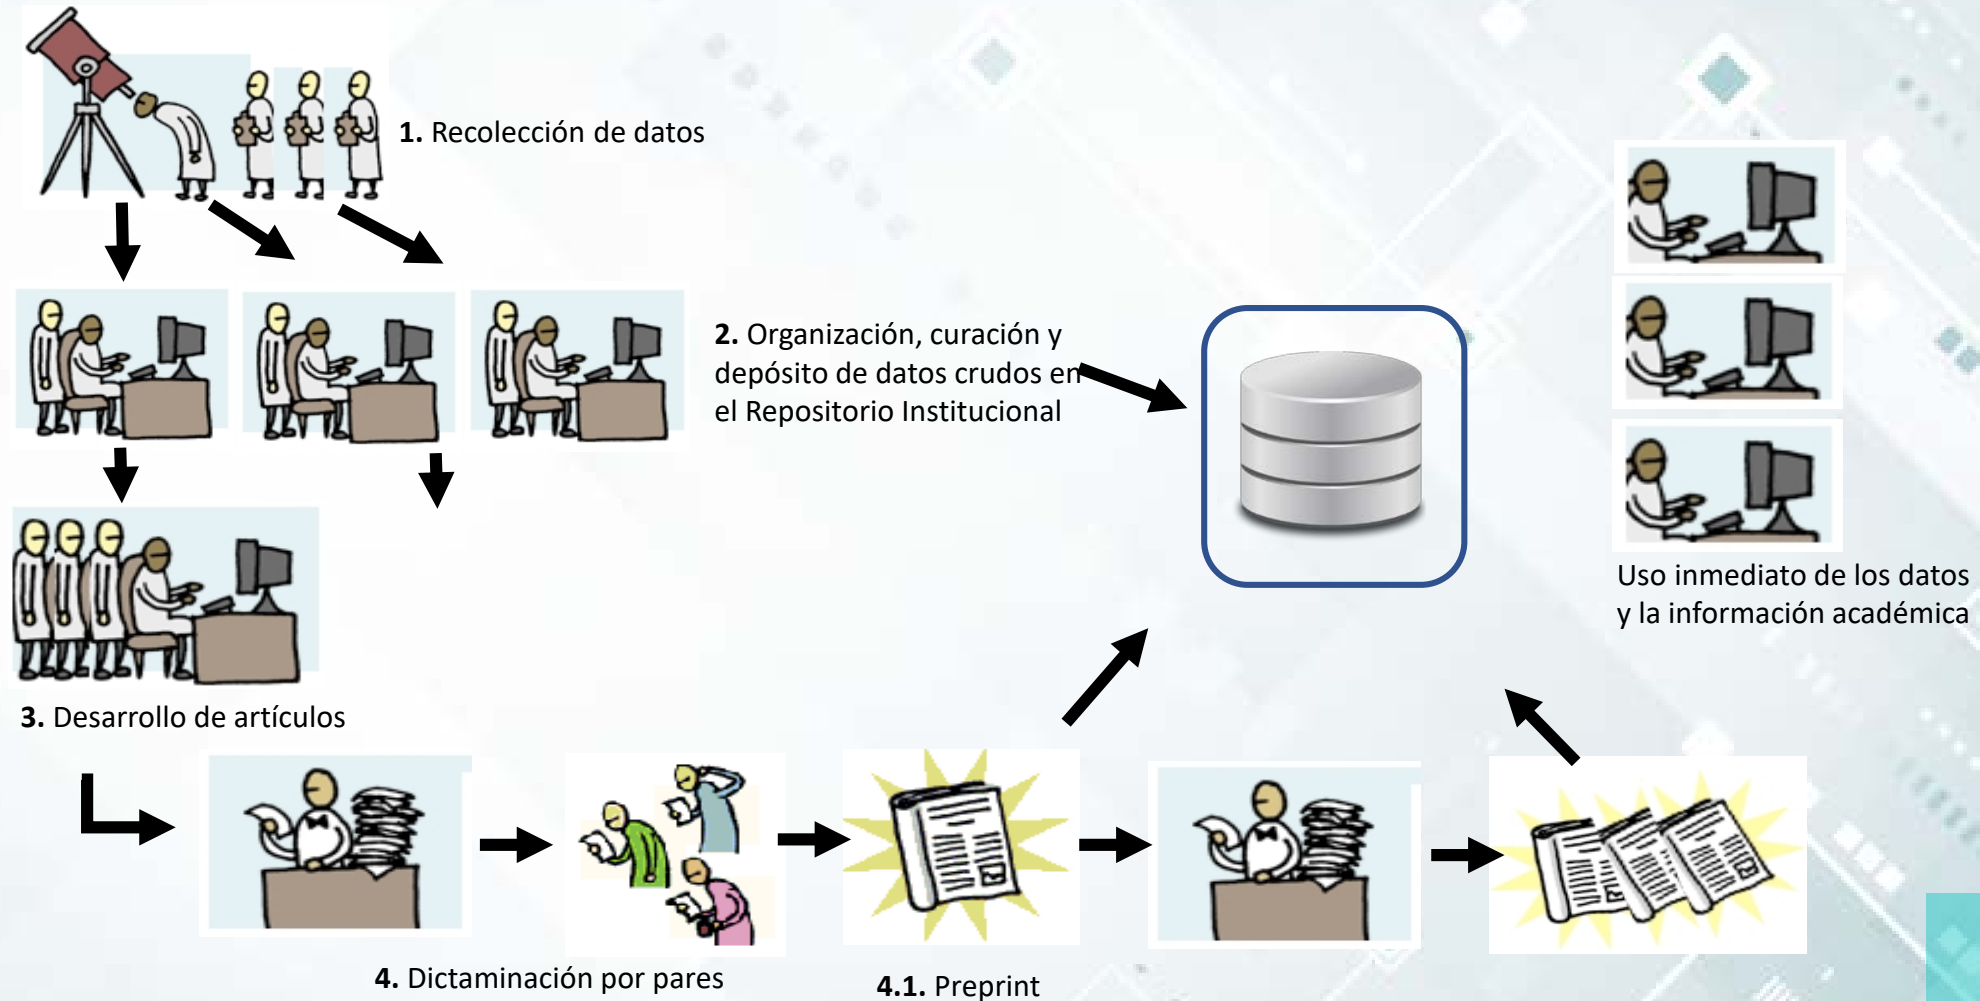 1. Recolección de datos
2. Organización, curación y
depósito de datos crudos en
el Repositorio Institucional
Uso inmediato de los datos
y la información académica
3. Desarrollo de artículos
4. Dictaminación por pares
4.1. Preprint